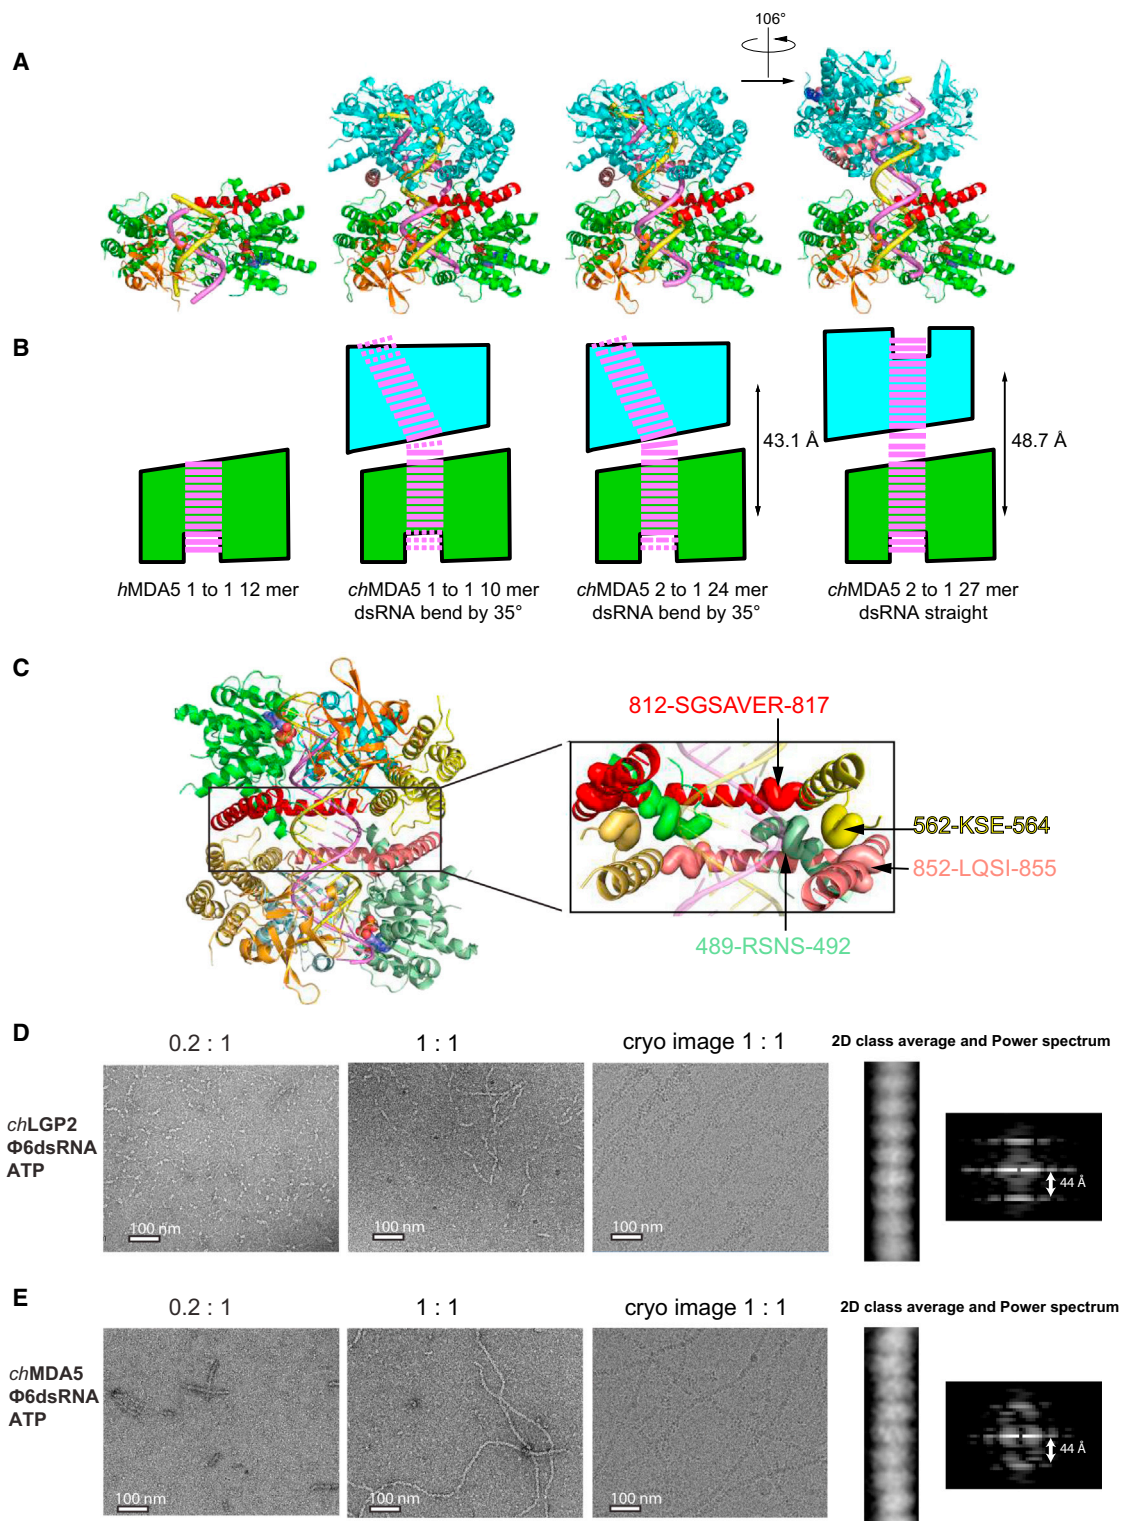 A
106°
B
43.1 Å
48.7 Å
hMDA5 1 to 1 12 mer
chMDA5 1 to 1 10 mer
dsRNA bend by 35°
chMDA5 2 to 1 24 mer
dsRNA bend by 35°
chMDA5 2 to 1 27 mer
dsRNA straight
C
812-SGSAVER-817
562-KSE-564
852-LQSI-855
489-RSNS-492
D
0.2 : 1
1 : 1
cryo image 1 : 1
2D class average and Power spectrum
chLGP2
Φ6dsRNA
ATP
100 nm
100 nm
100 nm
44 Å
E
0.2 : 1
1 : 1
cryo image 1 : 1
2D class average and Power spectrum
chMDA5
Φ6dsRNA
ATP
100 nm
100 nm
100 nm
44 Å